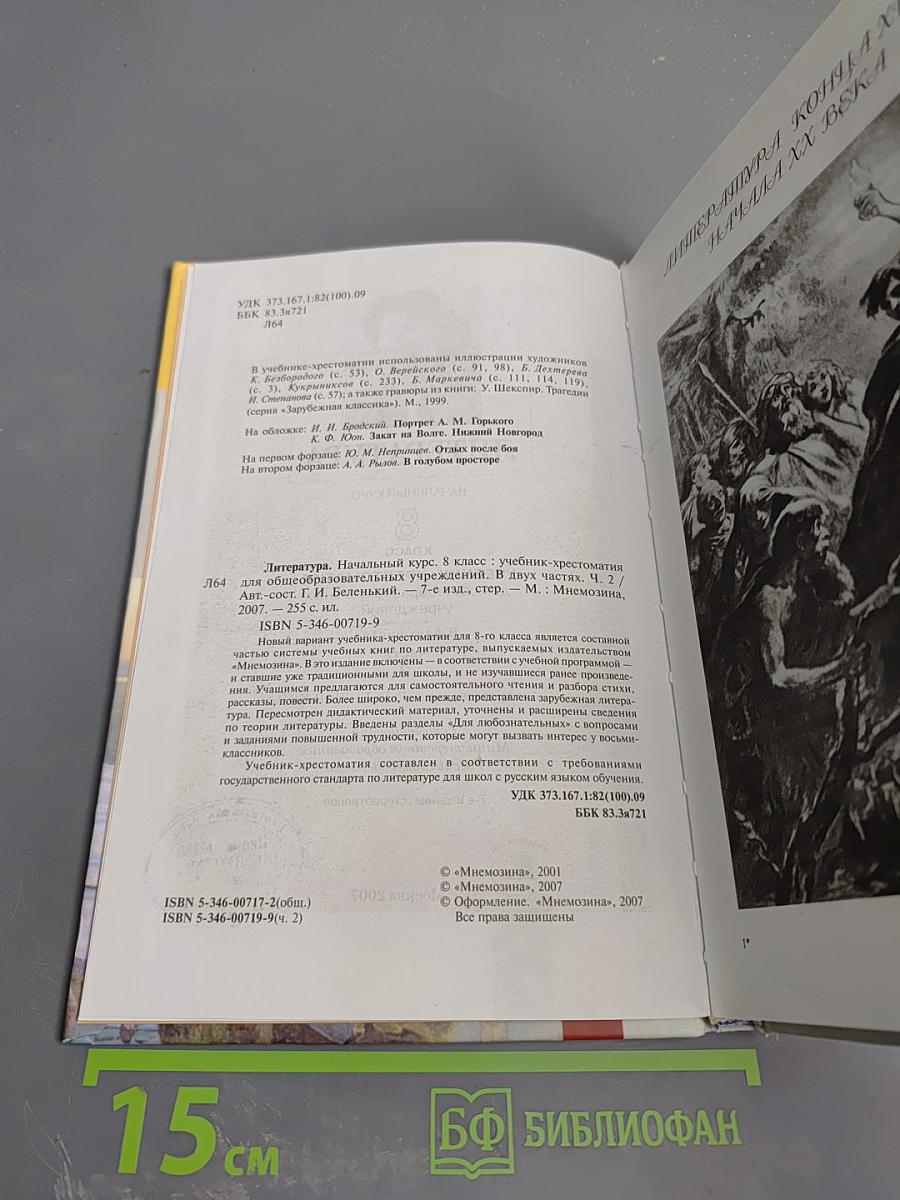 УДК 373.167.1:82(100).09
ББК 83.3я721
Л64
В учебнике-хрестоматии использованы иллюстрации художников
К. Безбородого (с. 53), О. Верейского (с. 91, 98), Б. Дехтерева
(с. 3), Кукрыниксов (с. 233), Б. Маркевича (с. 111, 114, 119),
И. Степанова (с. 57); а также гравюры из книги: У. Шекспир. Трагедии
(серия «Зарубежная классика»). М., 1999.
На обложке: И. И. Бродский. Портрет А. М. Горького
К. Ф. Юон. Закат на Волге. Нижний Новгород
На первом форзаце: Ю. М. Непринцев. Отдых после боя
На втором форзаце: А. А. Рылов. В голубом просторе
Литература. Начальный курс. 8 класс : учебник-хрестоматия
Л64 для общеобразовательных учреждений. В двух частях. Ч. 2 /
Авт.-сост. Г. И. Беленький. — 7-е изд., стер. — М. : Мнемозина,
2007. — 255 с. ил.
ISBN 5-346-00719-9
Новый вариант учебника-хрестоматии для 8-го класса является составной
частью системы учебных книг по литературе, выпускаемых издательством
«Мнемозина». В это издание включены — в соответствии с учебной программой —
и ставшие уже традиционными для школы, и не изучавшиеся ранее произведе-
ния. Учащимся предлагаются для самостоятельного чтения и разбора стихи,
рассказы, повести. Более широко, чем прежде, представлена зарубежная литера-
тура. Пересмотрен дидактический материал, уточнены и расширены сведения
по теории литературы. Введены разделы «Для любознательных» с вопросами
и заданиями повышенной трудности, которые могут вызвать интерес у восьми-
классников.
Учебник-хрестоматия составлен в соответствии с требованиями
государственного стандарта по литературе для школ с русским языком обучения.
УДК 373.167.1:82(100).09
ББК 83.3я721
© «Мнемозина», 2001
© «Мнемозина», 2007
© Оформление. «Мнемозина», 2007
Все права защищены
ISBN 5-346-00717-2(общ.)
ISBN 5-346-00719-9(ч. 2)
ЛИТЕРАТУРА КОНЦА
НАЧАЛА XX ВЕКА
1*
15 см
БФ БИБЛИОФАН